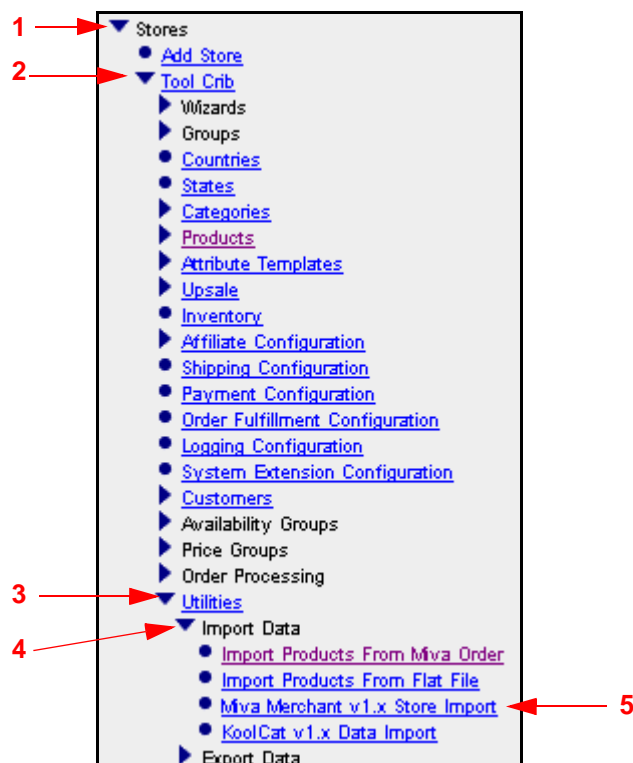 1 Stores
Add Store
2 Tool Crib
Wizards
Groups
Countries
States
Categories
Products
Attribute Templates
Upsale
Inventory
Affiliate Configuration
Shipping Configuration
Payment Configuration
Order Fulfillment Configuration
Logging Configuration
System Extension Configuration
Customers
Availability Groups
Price Groups
Order Processing
3 Utilities
4 Import Data
Import Products From Miva Order
Import Products From Flat File
Miva Merchant v1.x Store Import 5
KoolCat v1.x Data Import
Export Data